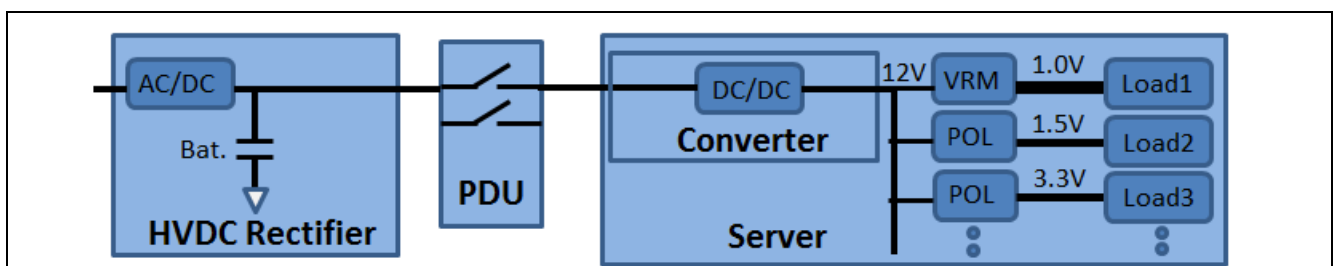 AC/DC
Bat.
HVDC Rectifier
PDU
DC/DC
Converter
Server
12V
VRM
1.0V
Load1
POL
1.5V
Load2
POL
3.3V
Load3